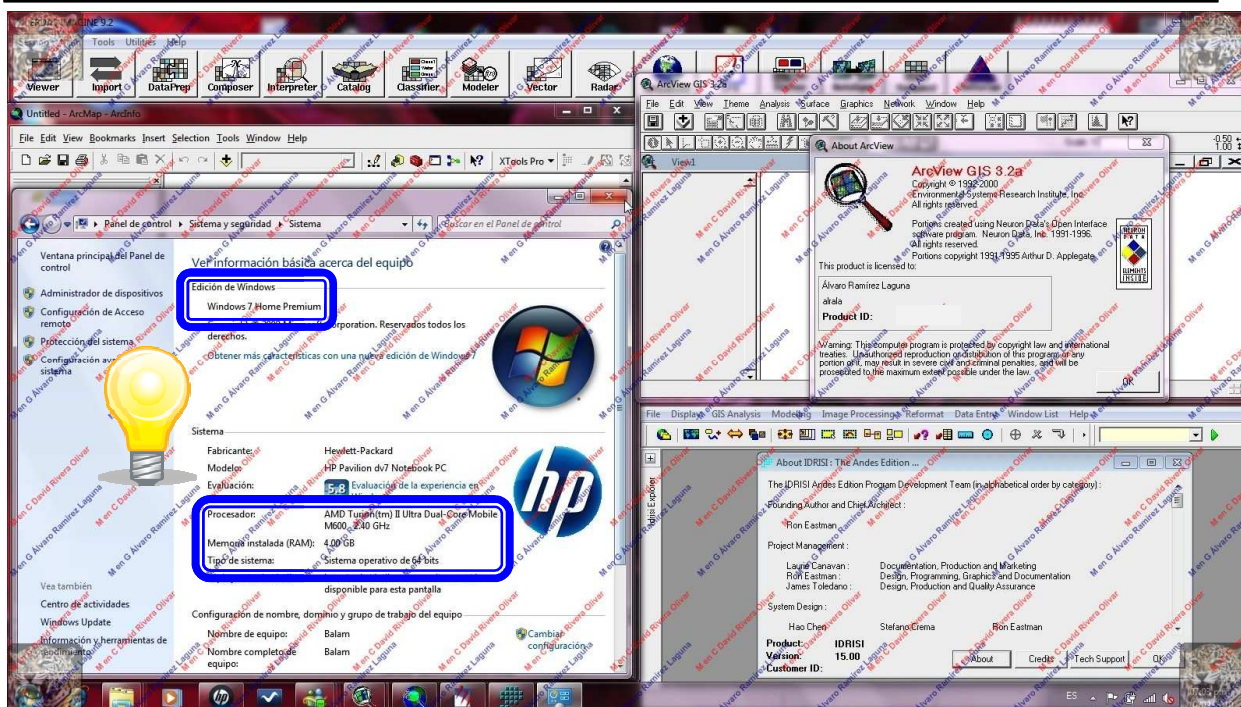 ERDAS IMAGINE 9.2
Tools Utilities Help
Viewer Import DataPrep Composer Interpreter Catalog Classifier Modeler Vector Radar
Untitled - ArcMap - ArcInfo
File Edit View Bookmarks Insert Selection Tools Window Help
XTools Pro
Panel de control Sistema y seguridad Sistema
Buscar en el Panel de control
Ventana principal del Panel de control
Administrador de dispositivos
Configuración de Acceso remoto
Protección del sistema
Configuración
sistema
Vea también
Centro de actividades
Windows Update
Información y herramientas de rendimiento
Ver información básica acerca del equipo
Edición de Windows
Windows 7 Home Premium
Reservados todos los
derechos.
Obtener más características con una nueva edición de Windows 7
Sistema
Fabricante: Hewlett-Packard
Modelo: HP Pavilion dv7 Notebook PC
Evaluación: 5,8 Evaluación de la experiencia en
Procesador: AMD Turion(tm) II Ultra Dual-Core Mobile
M600 2.40 GHz
Memoria instalada (RAM): 4.00 GB
Tipo de sistema: Sistema operativo de 64 bits
disponible para esta pantalla
Configuración de nombre, dominio y grupo de trabajo del equipo
Nombre de equipo: Balam
Nombre completo de equipo: Balam
Cambiar configuración
hp
ArcView GIS 3.2a
File Edit View Theme Analysis Surface Graphics Network Window Help
View1
About ArcView
ArcView GIS 3.2a
Copyright © 1992-2000
Environmental Systems Research Institute, Inc.
All rights reserved.
Portions created using Neuron Data's Open Interface
software program. Neuron Data, Inc. 1991-1996.
All rights reserved.
Portions copyright 1991-1995 Arthur D. Applegate
NEURON
DATA
ELEMENTS
INSIDE
This product is licensed to:
Álvaro Ramírez Laguna
alrala
Product ID:
Warning: This computer program is protected by copyright law and international
treaties. Unauthorized reproduction or distribution of this program, or any
portion of it, may result in severe civil and criminal penalties, and will be
prosecuted to the maximum extent possible under the law.
OK
File Display GIS Analysis Modeling Image Processing Reformat Data Entry Window List Help
Idrisi Explorer
About IDRISI : The Andes Edition ...
The IDRISI Andes Edition Program Development Team (in alphabetical order by category) :
Founding Author and Chief Architect :
Ron Eastman
Project Management :
Laurie Canavan : Documentation, Production and Marketing
Ron Eastman : Design, Programming, Graphics and Documentation
James Toledano : Design, Production and Quality Assurance
System Design :
Hao Chen Stefano Crema Ron Eastman
Product: IDRISI
Version: 15.00
Customer ID:
About Credits Tech Support OK
ES
M en G Álvaro Ramírez Laguna M en C David Rivera Olivar